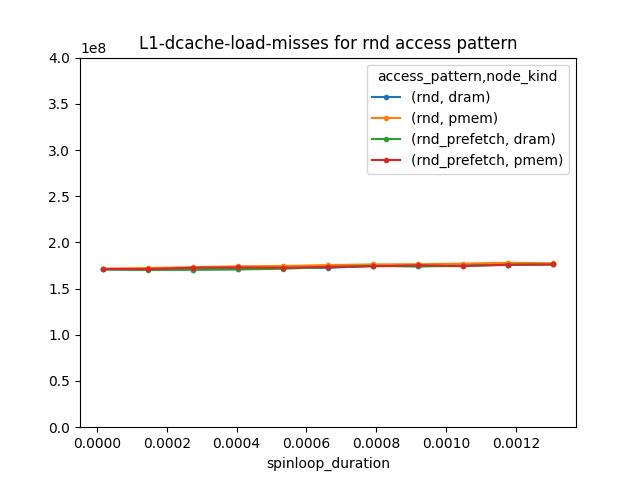 L1-dcache-load-misses for rnd access pattern
1e8
4.0
3.5
3.0
2.5
2.0
1.5
1.0
0.5
0.0
access_pattern,node_kind
(rnd, dram)
(rnd, pmem)
(rnd_prefetch, dram)
(rnd_prefetch, pmem)
0.0000 0.0002 0.0004 0.0006 0.0008 0.0010 0.0012
spinloop_duration